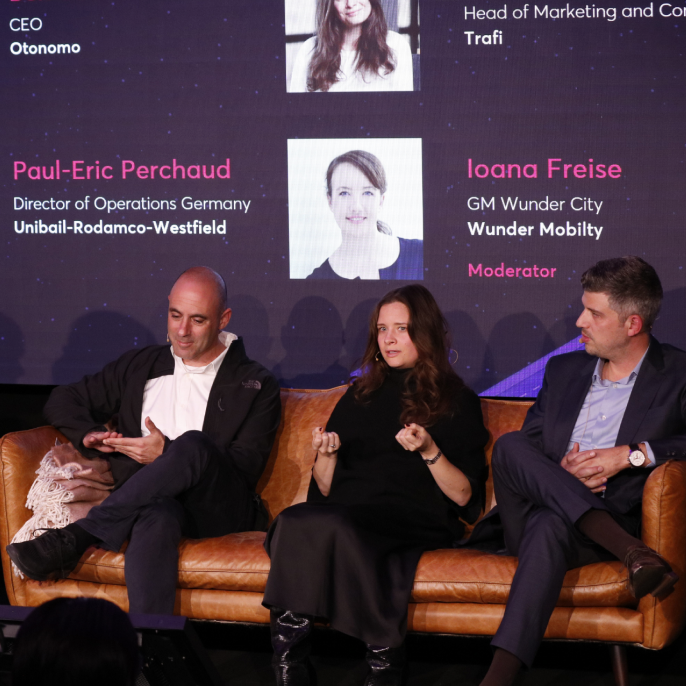 CEO
Otonomo
Head of Marketing and Co
Trafi
Paul-Eric Perchaud
Director of Operations Germany
Unibail-Rodamco-Westfield
Ioana Freise
GM Wunder City
Wunder Mobilty
Moderator